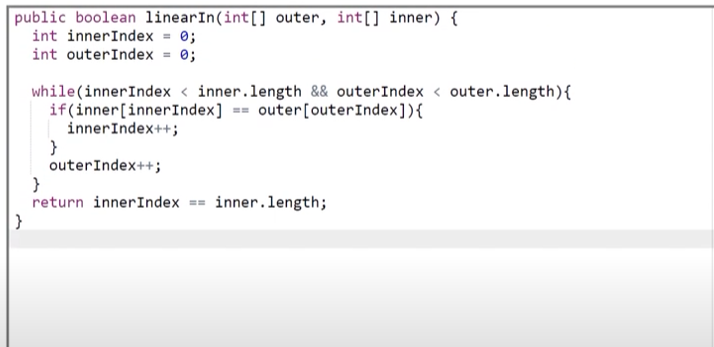 public boolean linearIn(int[] outer, int[] inner) {
int innerIndex = 0;
int outerIndex = 0;
while(innerIndex < inner.length && outerIndex < outer.length){
if(inner[innerIndex] == outer[outerIndex]){
innerIndex++;
}
outerIndex++;
}
return innerIndex == inner.length;
}